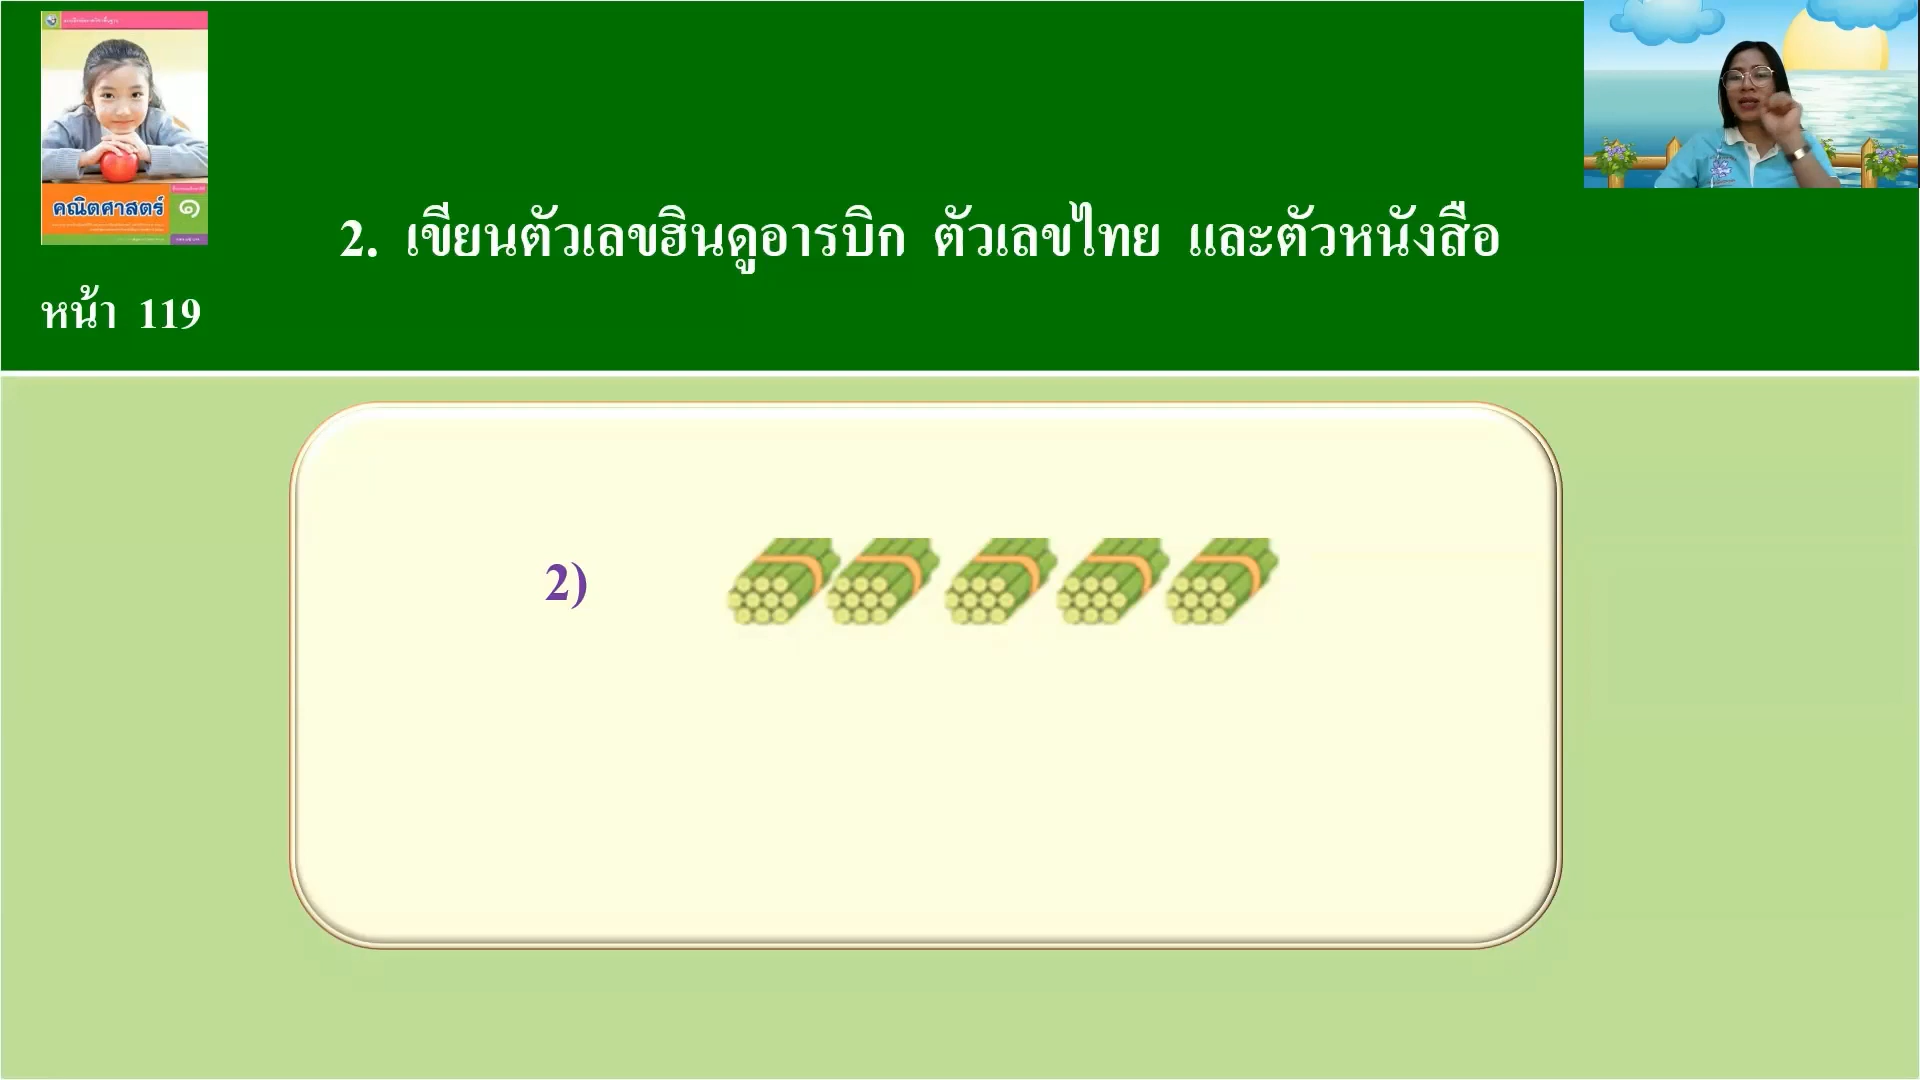 คณิตศาสตร์ ๑
2. เขียนตัวเลขฮินดูอารบิก ตัวเลขไทย และตัวหนังสือ
หน้า 119
2)